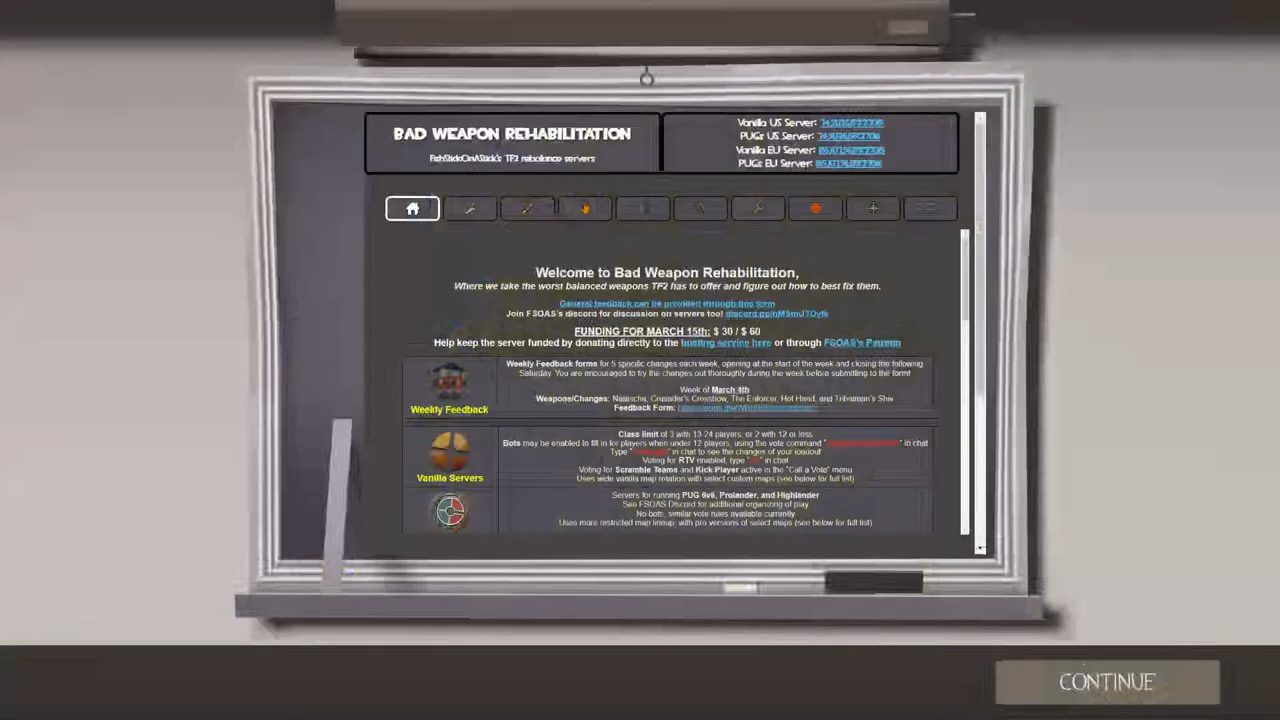 BAD WEAPON REHABILITATION
FishStickOnAStick's TF2 rebalance servers
Vanilla US Server:
PUGs US Server:
Vanilla EU Server:
PUGs EU Server:
Welcome to Bad Weapon Rehabilitation,
Where we take the worst balanced weapons TF2 has to offer and figure out how to best fix them.
General feedback can be provided through this form
Join FSOAS's discord for discussion on servers too!
FUNDING FOR MARCH 15th: $ 30 / $ 60
Help keep the server funded by donating directly to the hosting service here or through FSOAS's Patreon
Weekly Feedback forms for 5 specific changes each week, opening at the start of the week and closing the following
Saturday. You are encouraged to try the changes out thoroughly during the week before submitting to the form!
Week of March 4th
Weapons/Changes: Natascha, Crusader's Crossbow, The Enforcer, Hot Hand, and Tribalman's Shiv
Feedback Form:
Weekly Feedback
Class limit of 3 with 13-24 players, or 2 with 12 or less.
Bots may be enabled to fill in for players when under 12 players, using the vote command " " in chat
Type " " in chat to see the changes of your loadout
Voting for RTV enabled, type " " in chat
Voting for Scramble Teams and Kick Player active in the "Call a Vote" menu
Uses wide vanilla map rotation with select custom maps (see below for full list)
Vanilla Servers
Servers for running PUG 6v6, Prolander, and Highlander
See FSOAS Discord for additional organizing of play
No bots, similar vote rules available currently
Uses more restricted map lineup, with pro versions of select maps (see below for full list)
CONTINUE